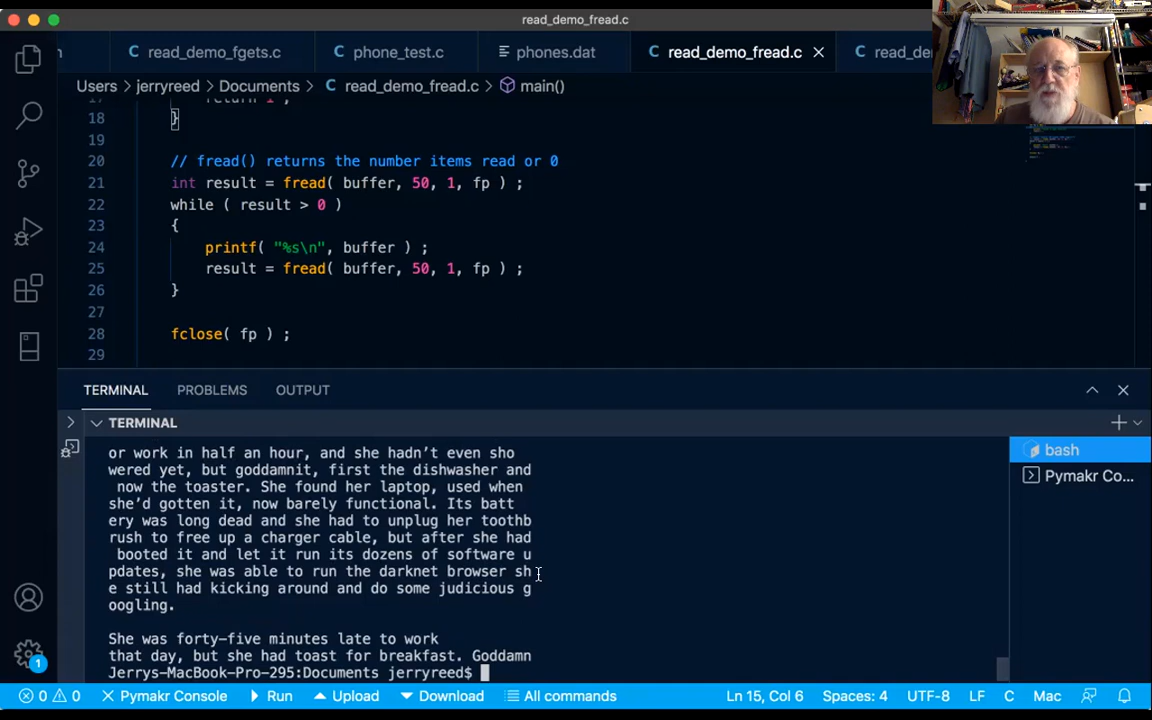 read_demo_fread.c
read_demo_fgets.c
phone_test.c
phones.dat
read_demo_fread.c
Users
jerryreed
Documents
read_demo_fread.c
main()
18 }
19
20 // fread() returns the number items read or 0
21 int result = fread( buffer, 50, 1, fp ) ;
22 while ( result > 0 )
23 {
24 printf( "%s\n", buffer ) ;
25 result = fread( buffer, 50, 1, fp ) ;
26 }
27
28 fclose( fp ) ;
29
TERMINAL
PROBLEMS
OUTPUT
TERMINAL
or work in half an hour, and she hadn’t even sho
wered yet, but goddamnit, first the dishwasher and
now the toaster. She found her laptop, used when
she’d gotten it, now barely functional. Its batt
ery was long dead and she had to unplug her toothb
rush to free up a charger cable, but after she had
booted it and let it run its dozens of software u
pdates, she was able to run the darknet browser sh
e still had kicking around and do some judicious g
oogling.
She was forty-five minutes late to work
that day, but she had toast for breakfast. Goddamn
Jerrys-MacBook-Pro-295:Documents jerryreed$
bash
Pymakr Co...
1
0 0
Pymakr Console
Run
Upload
Download
All commands
Ln 15, Col 6
Spaces: 4
UTF-8
LF
C
Mac